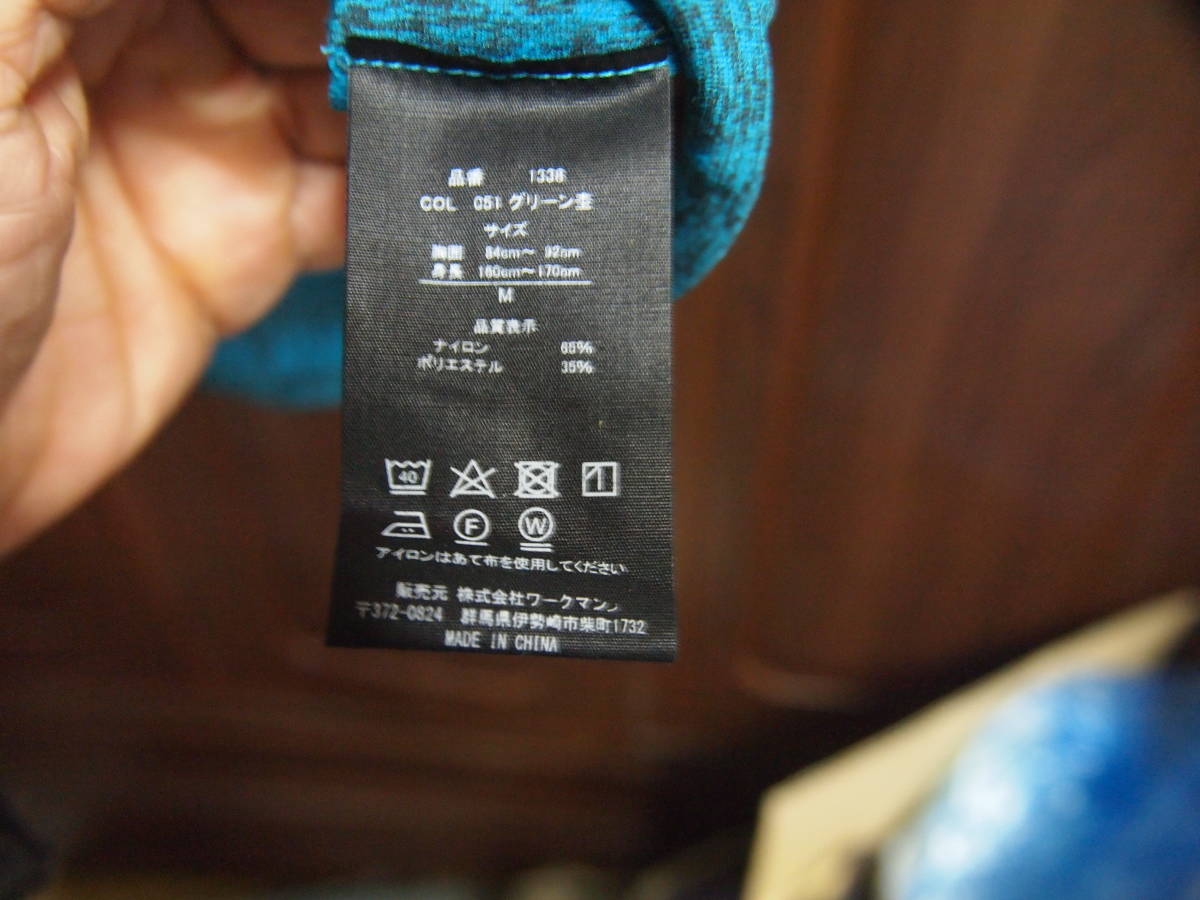 品番 1338
COL 051 グリーン杢
サイズ
胸囲 84cm～ 92cm
身長 160cm～170cm
M
品質表示
ナイロン 65%
ポリエステル 35%
40
F W
アイロンはあて布を使用してください
販売元 株式会社ワークマン
〒372-0824 群馬県伊勢崎市柴町1732
MADE IN CHINA